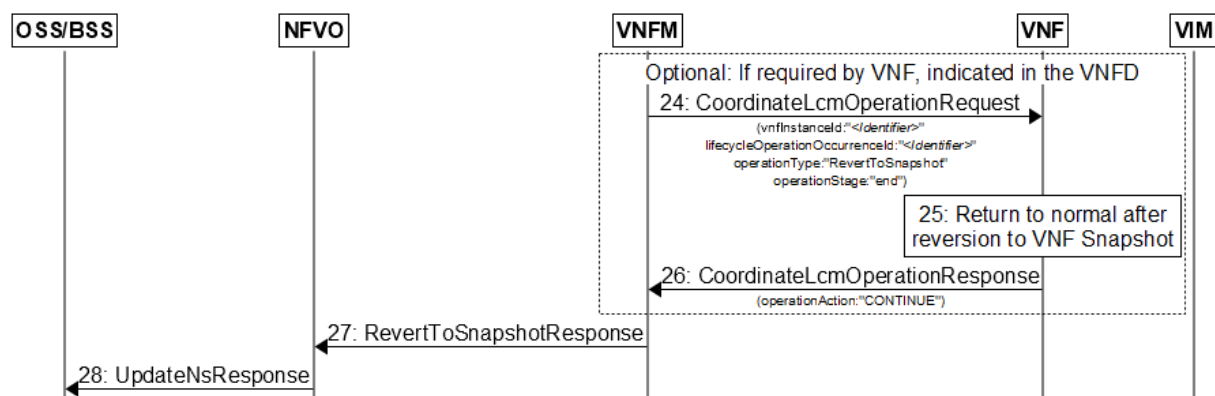 OSS/BSS NFVO VNFM VNF VIM
Optional: If required by VNF, indicated in the VNFD
24: CoordinateLcmOperationRequest
(vnfInstanceId:"<Identifier>"
lifecycleOperationOccurrenceId:"<Identifier>"
operationType:"RevertToSnapshot"
operationStage:"end")
25: Return to normal after
reversion to VNF Snapshot
26: CoordinateLcmOperationResponse
(operationAction:"CONTINUE")
27: RevertToSnapshotResponse
28: UpdateNsResponse